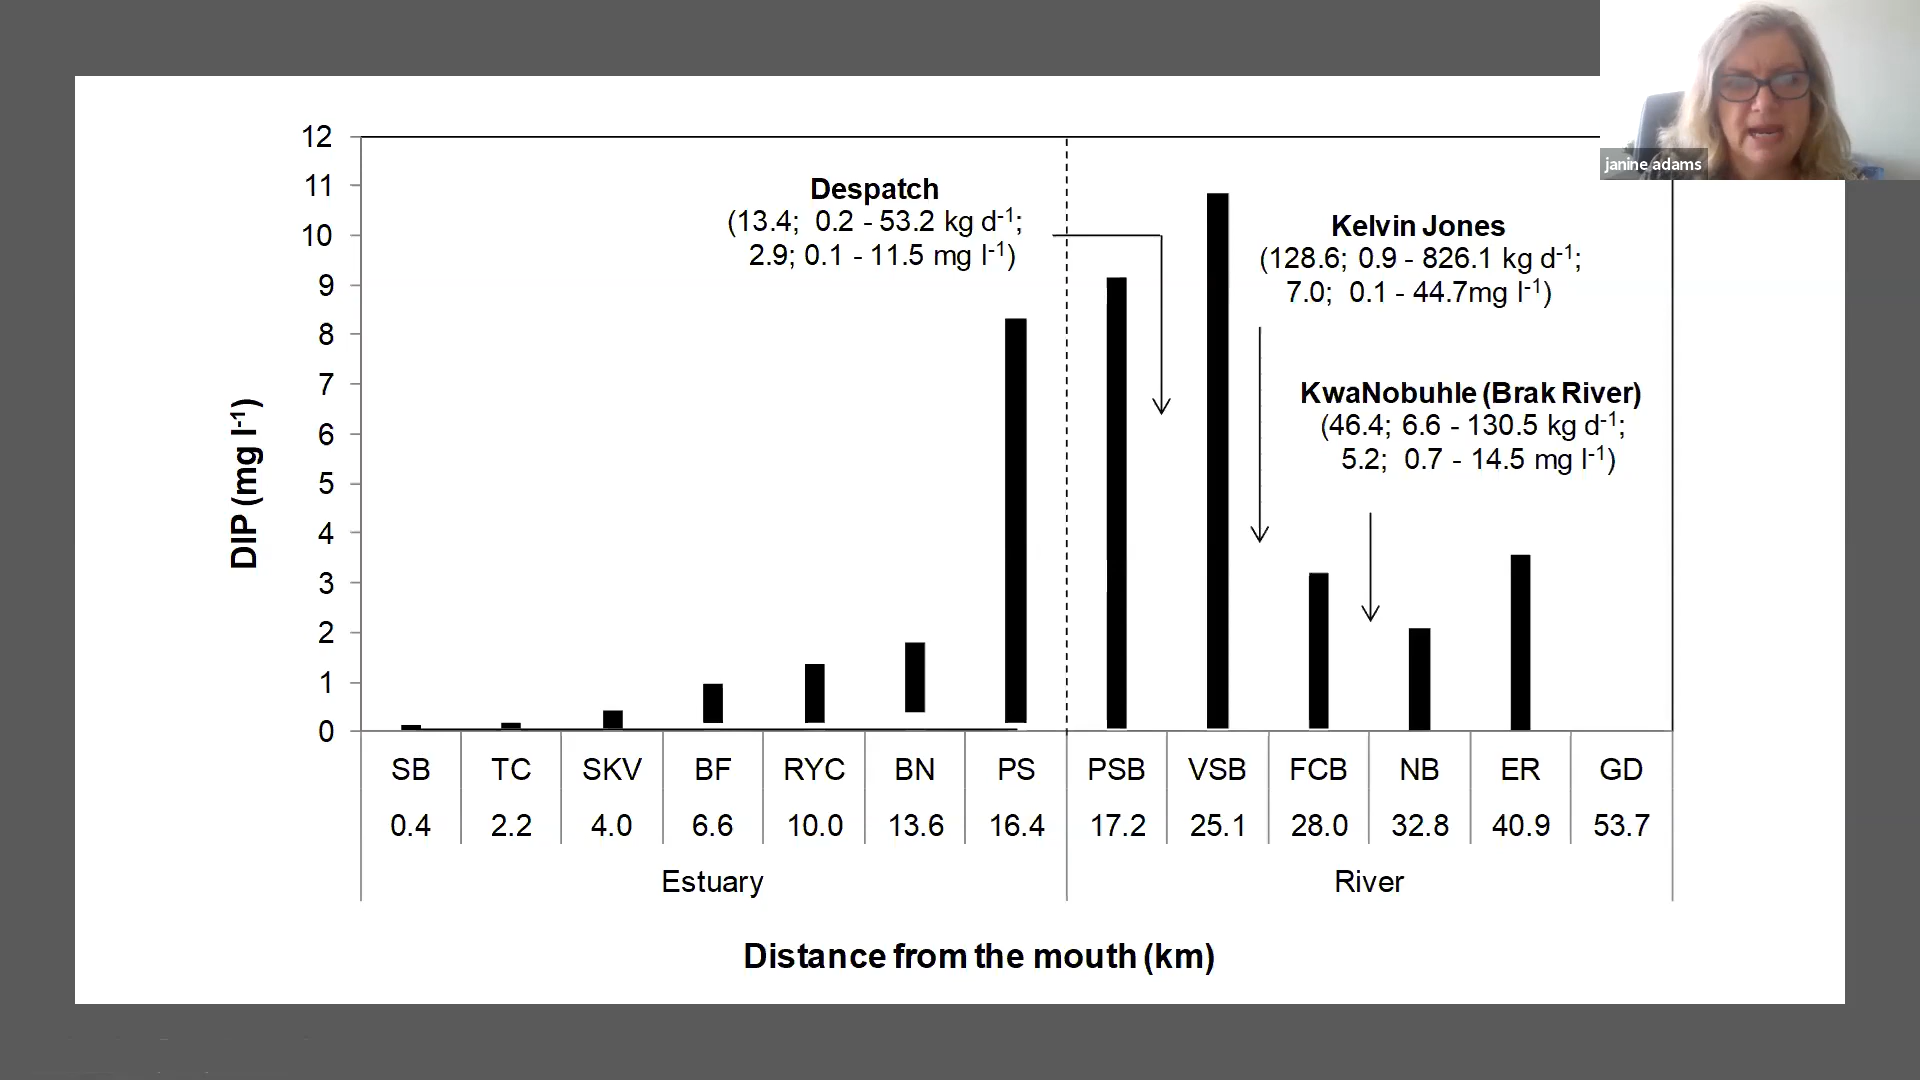 janine adams
12
11
10
9
8
7
6
5
4
3
2
1
0
DIP (mg l-1)
Despatch
(13.4; 0.2 - 53.2 kg d-1;
2.9; 0.1 - 11.5 mg l-1)
Kelvin Jones
(128.6; 0.9 - 826.1 kg d-1;
7.0; 0.1 - 44.7mg l-1)
KwaNobuhle (Brak River)
(46.4; 6.6 - 130.5 kg d-1;
5.2; 0.7 - 14.5 mg l-1)
SB TC SKV BF RYC BN PS PSB VSB FCB NB ER GD
0.4 2.2 4.0 6.6 10.0 13.6 16.4 17.2 25.1 28.0 32.8 40.9 53.7
Estuary River
Distance from the mouth (km)